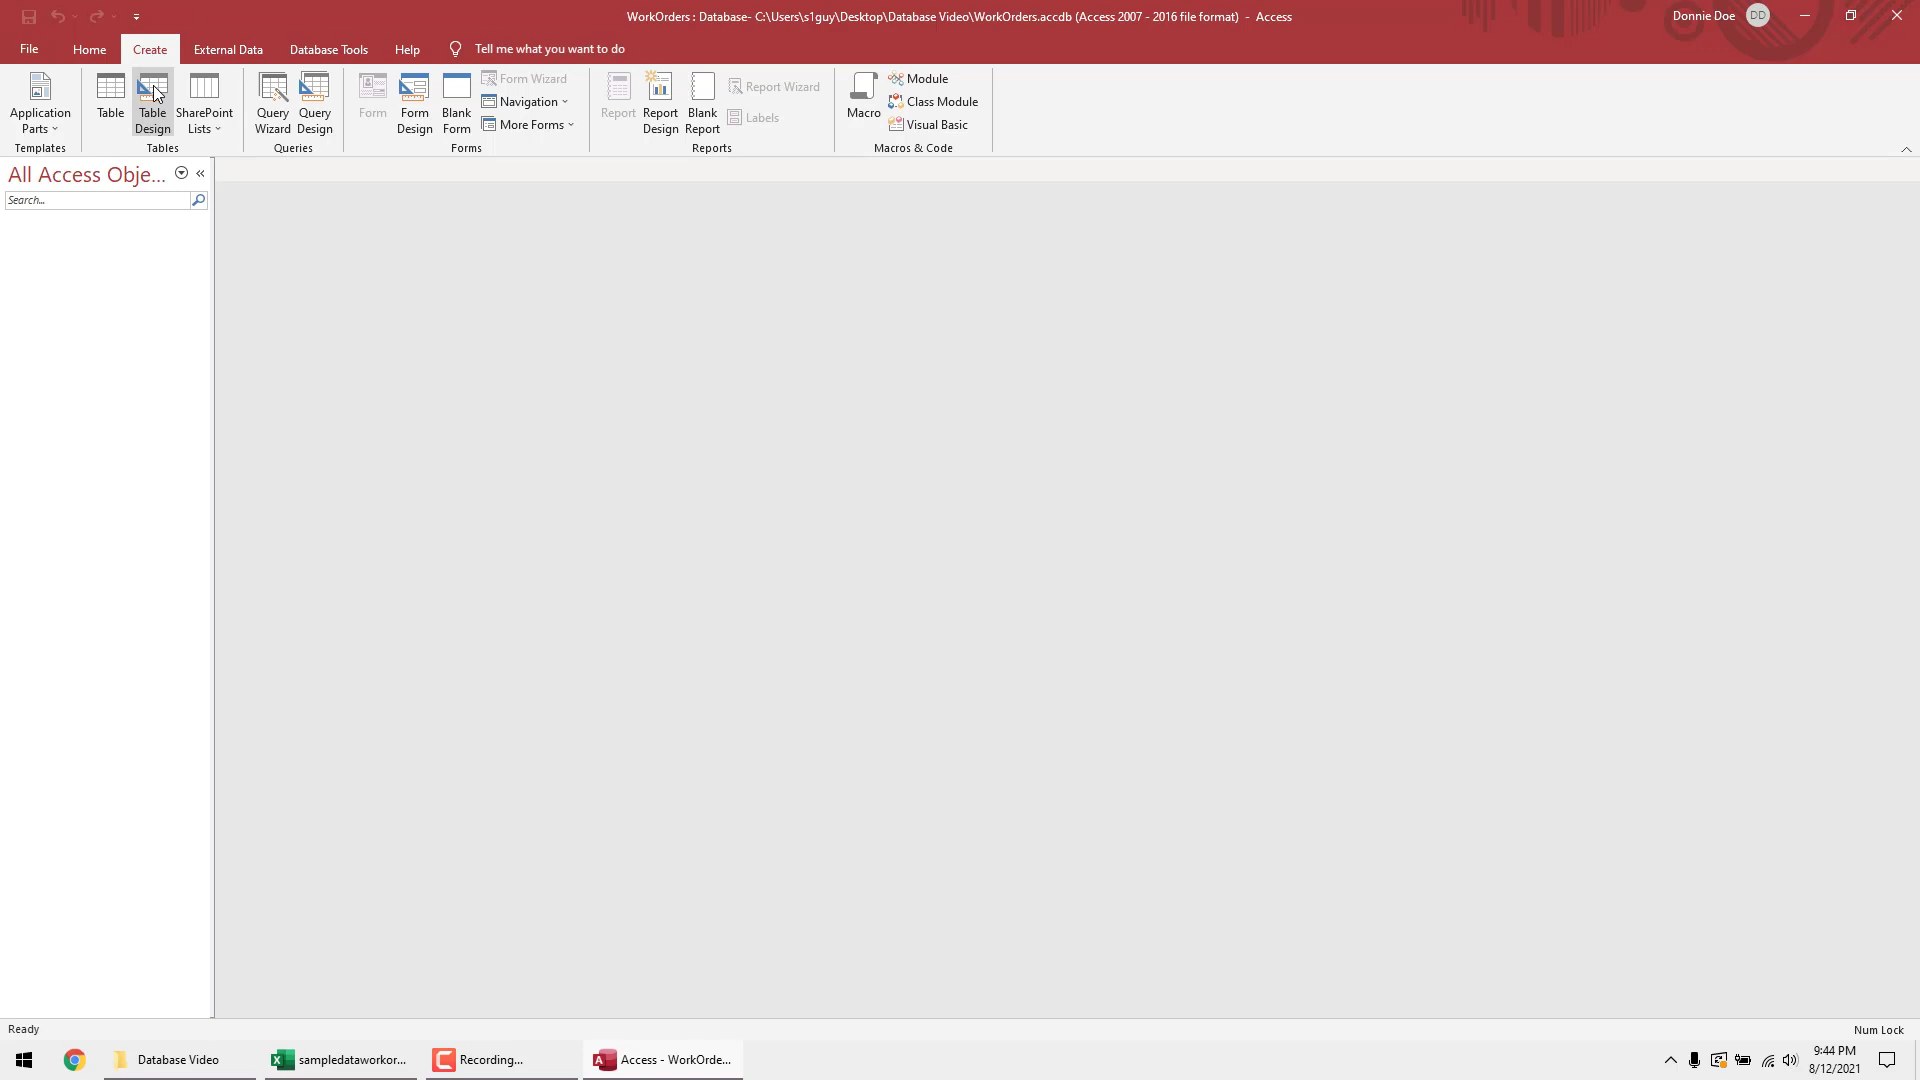 WorkOrders : Database- C:\Users\s1guy\Desktop\Database Video\WorkOrders.accdb (Access 2007 - 2016 file format)  -  Access
Donnie Doe DD
File Home Create External Data Database Tools Help Tell me what you want to do
Application Parts
Table
Table Design
SharePoint Lists
Query Wizard
Query Design
Form
Form Design
Blank Form
Form Wizard
Navigation
More Forms
Report
Report Design
Blank Report
Report Wizard
Labels
Macro
Module
Class Module
Visual Basic
Templates Tables Queries Forms Reports Macros & Code
All Access Obje...
Search...
Ready
Num Lock
Database Video
sampledataworkor...
Recording...
Access - WorkOrde...
9:44 PM
8/12/2021